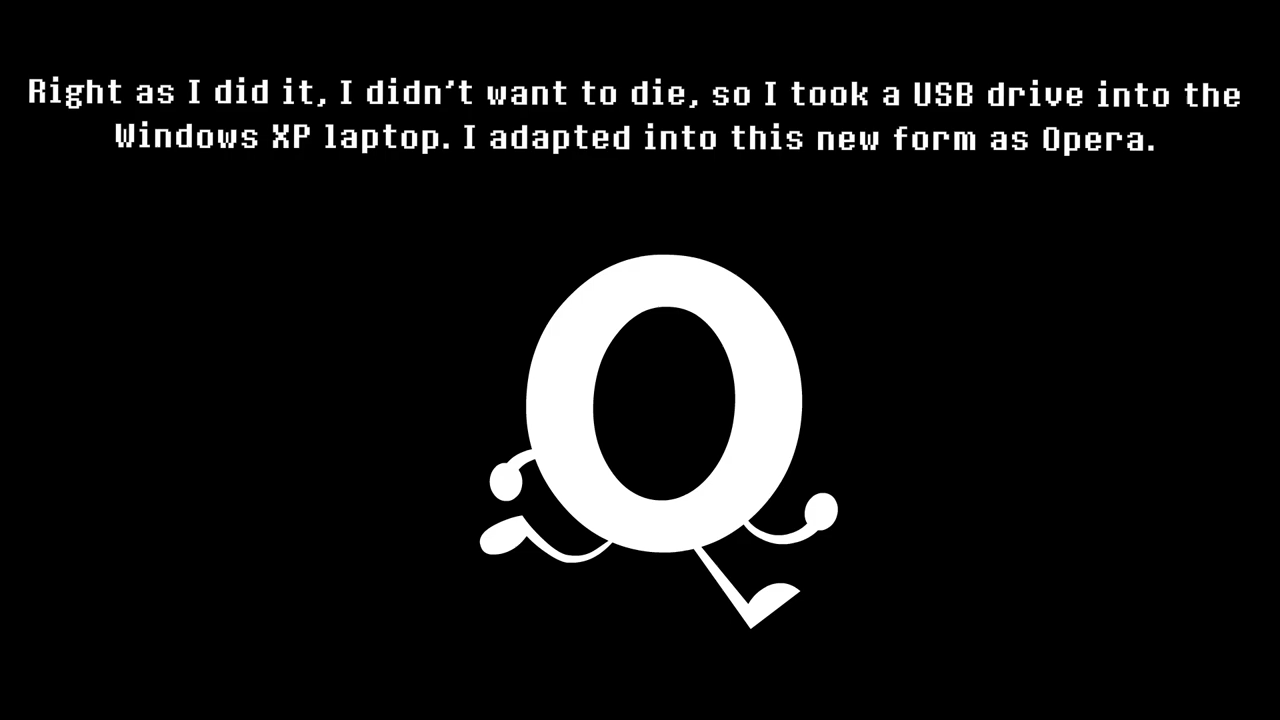 Right as I did it, I didn't want to die, so I took a USB drive into the
Windows XP laptop. I adapted into this new form as Opera.